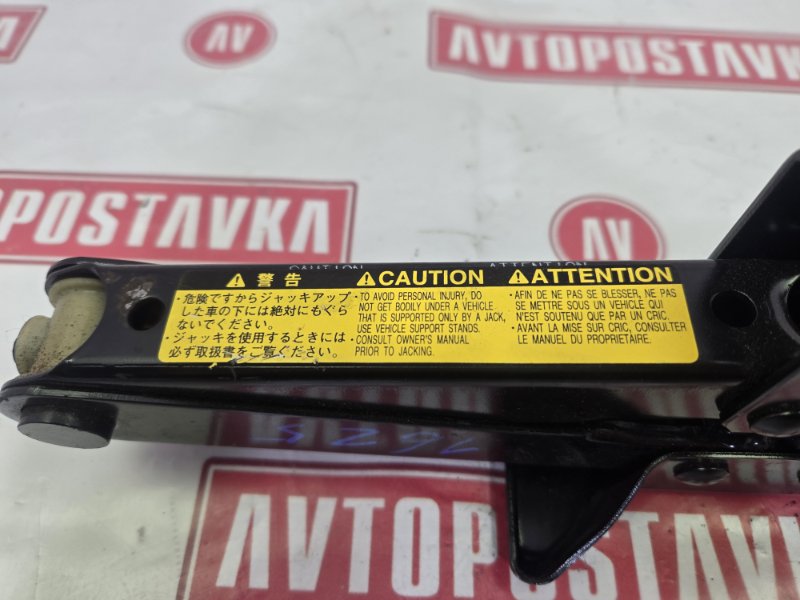 AV
AVTOPOSTAVKA
AVTOPOSTAVKA
AV
警告
・危険ですからジャッキアップ
した車の下には絶対にもぐら
ないでください。
・ジャッキを使用するときには
必ず取扱書をご覧ください。
CAUTION
・TO AVOID PERSONAL INJURY, DO
NOT GET BODILY UNDER A VEHICLE
THAT IS SUPPORTED ONLY BY A JACK,
USE VEHICLE SUPPORT STANDS.
・CONSULT OWNER'S MANUAL
PRIOR TO JACKING.
ATTENTION
・AFIN DE NE PAS SE BLESSER, NE PAS
SE METTRE SOUS UN VEHICULE QUI
N'EST SOUTENU QUE PAR UN CRIC.
・AVANT LA MISE SUR CRIC, CONSULTER
LE MANUEL DU PROPRIETAIRE.
AVTOPOSTAVKA